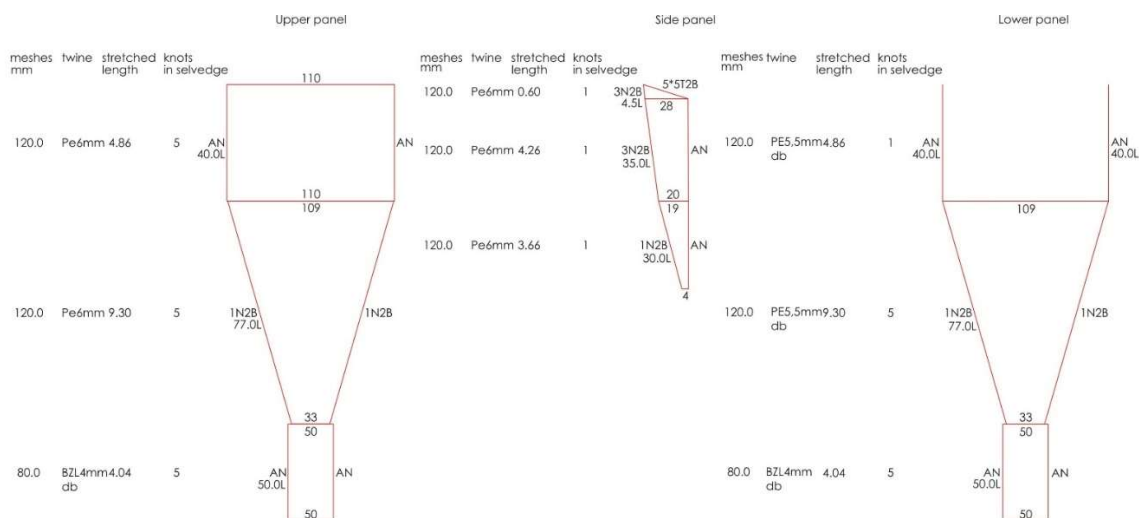 Upper panel
meshes twine stretched knots
mm length in selvedge
110
120.0 Pe6mm 4.86 5 AN AN
40.0L
110
109
120.0 Pe6mm 9.30 5 1N2B 1N2B
77.0L
33
50
80.0 BZL4mm 4.04 5 AN AN
db 50.0L
50
Side panel
meshes twine stretched knots
mm length in selvedge
120.0 Pe6mm 0.60 1 3N2B 5*5T2B
4.5L 28
120.0 Pe6mm 4.26 1 3N2B AN
35.0L
20
19
120.0 Pe6mm 3.66 1 1N2B AN
30.0L
4
Lower panel
meshes twine stretched knots
mm length in selvedge
120.0 PE5,5mm 4.86 1 AN AN
db 40.0L 40.0L
109
120.0 PE5,5mm 9.30 5 1N2B 1N2B
db 77.0L
33
50
80.0 BZL4mm 4.04 5 AN AN
db 50.0L
50